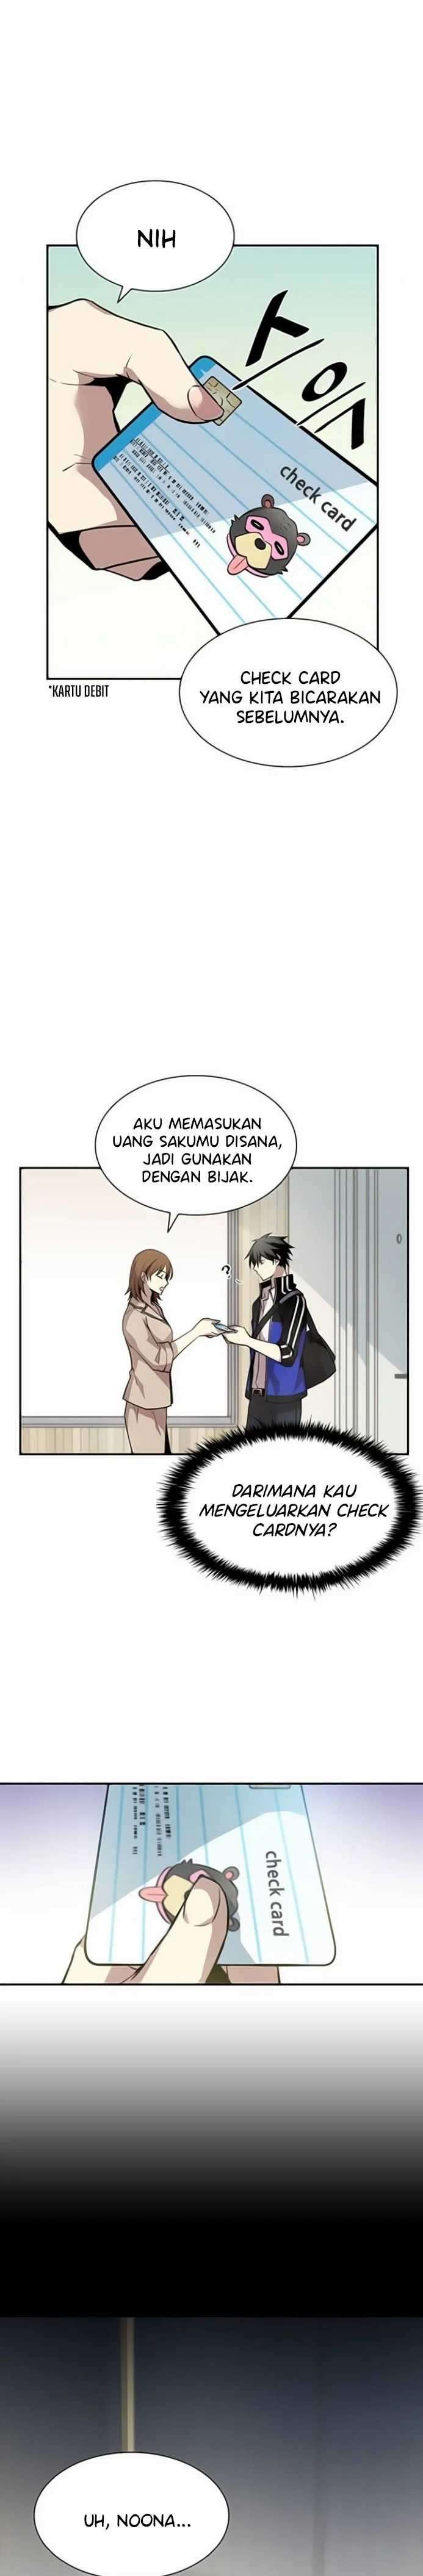 NIH
스
윽
check card
CHECK CARD
YANG KITA BICARAKAN
SEBELUMNYA.
*KARTU DEBIT
AKU MEMASUKAN
UANG SAKUMU DISANA,
JADI GUNAKAN
DENGAN BIJAK.
?
DARIMANA KAU
MENGELUARKAN CHECK
CARDNYA?
check card
UH, NOONA...